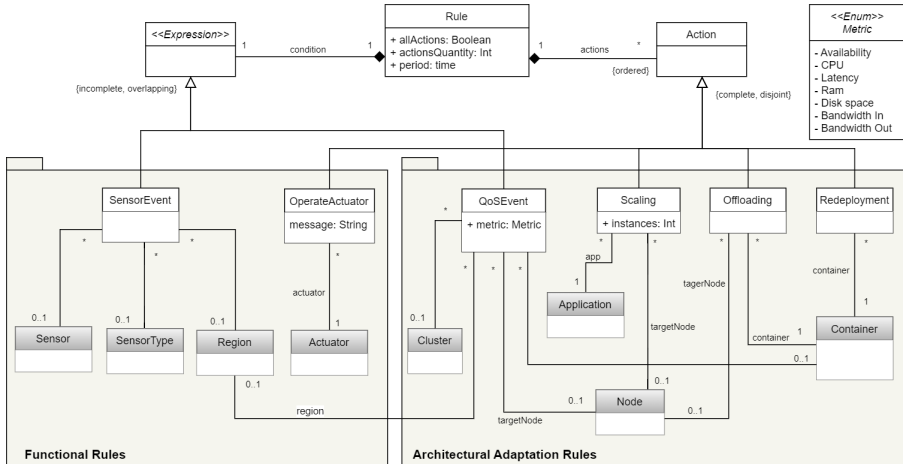 Rule
<<Expression>>
+ allActions: Boolean
+ actionsQuantity: Int
+ period: time
Action
<<Enum>>
Metric
- Availability
- CPU
- Latency
- Ram
- Disk space
- Bandwidth In
- Bandwidth Out
1 condition 1
1 actions *
{ordered}
{incomplete, overlapping}
{complete, disjoint}
SensorEvent
OperateActuator
message: String
QoSEvent
+ metric: Metric
Scaling
+ instances: Int
Offloading
Redeployment
* * *
*
*
* * * *
* *
* *
*
app
tagerNode
container
actuator
1
1
targetNode
0..1 0..1 0..1 1
Sensor
SensorType
Region
Actuator
0..1
Cluster
Application
container
1
Container
0..1
0..1
region
targetNode
0..1
0..1
Node
0..1
Functional Rules
Architectural Adaptation Rules